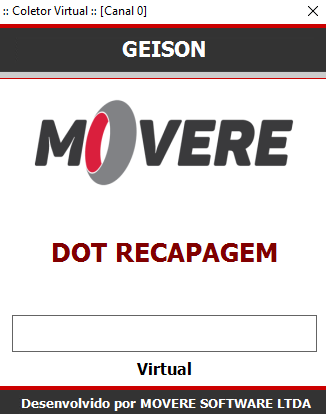 :: Coletor Virtual :: [Canal 0]
GEISON
MOVERE
DOT RECAPAGEM
Virtual
Desenvolvido por MOVERE SOFTWARE LTDA